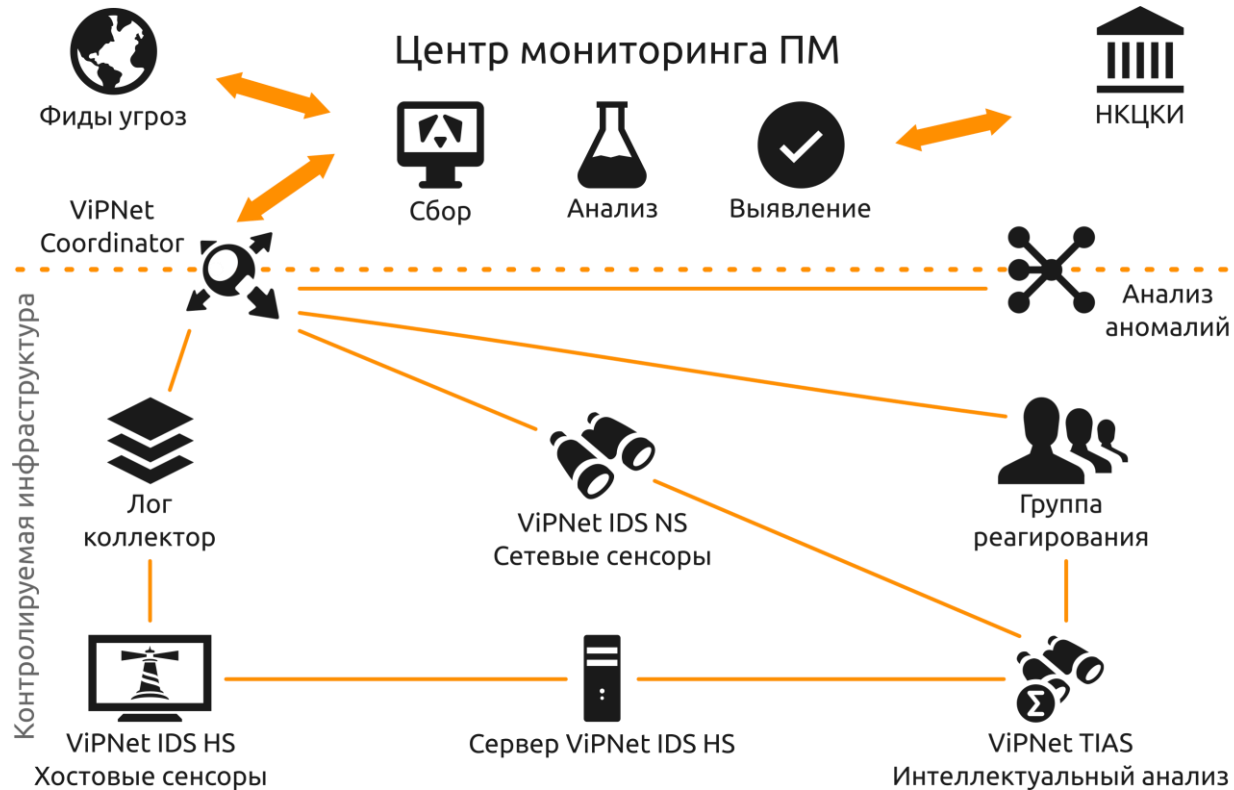 Центр мониторинга ПМ
Фиды угроз
НКЦКИ
Сбор
Анализ
Выявление
ViPNet
Coordinator
Анализ
аномалий
Контролируемая инфраструктура
Лог
коллектор
ViPNet IDS NS
Сетевые сенсоры
Группа
реагирования
ViPNet IDS HS
Хостовые сенсоры
Сервер ViPNet IDS HS
ViPNet TIAS
Интеллектуальный анализ
Σ